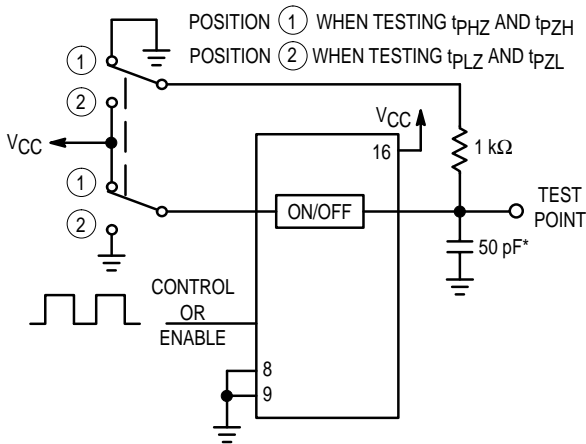 POSITION 1 WHEN TESTING tPHZ AND tPZH
POSITION 2 WHEN TESTING tPLZ AND tPZL
1
2
VCC
1
2
VCC
16
1 kΩ
ON/OFF
TEST
POINT
50 pF*
CONTROL
OR
ENABLE
8
9